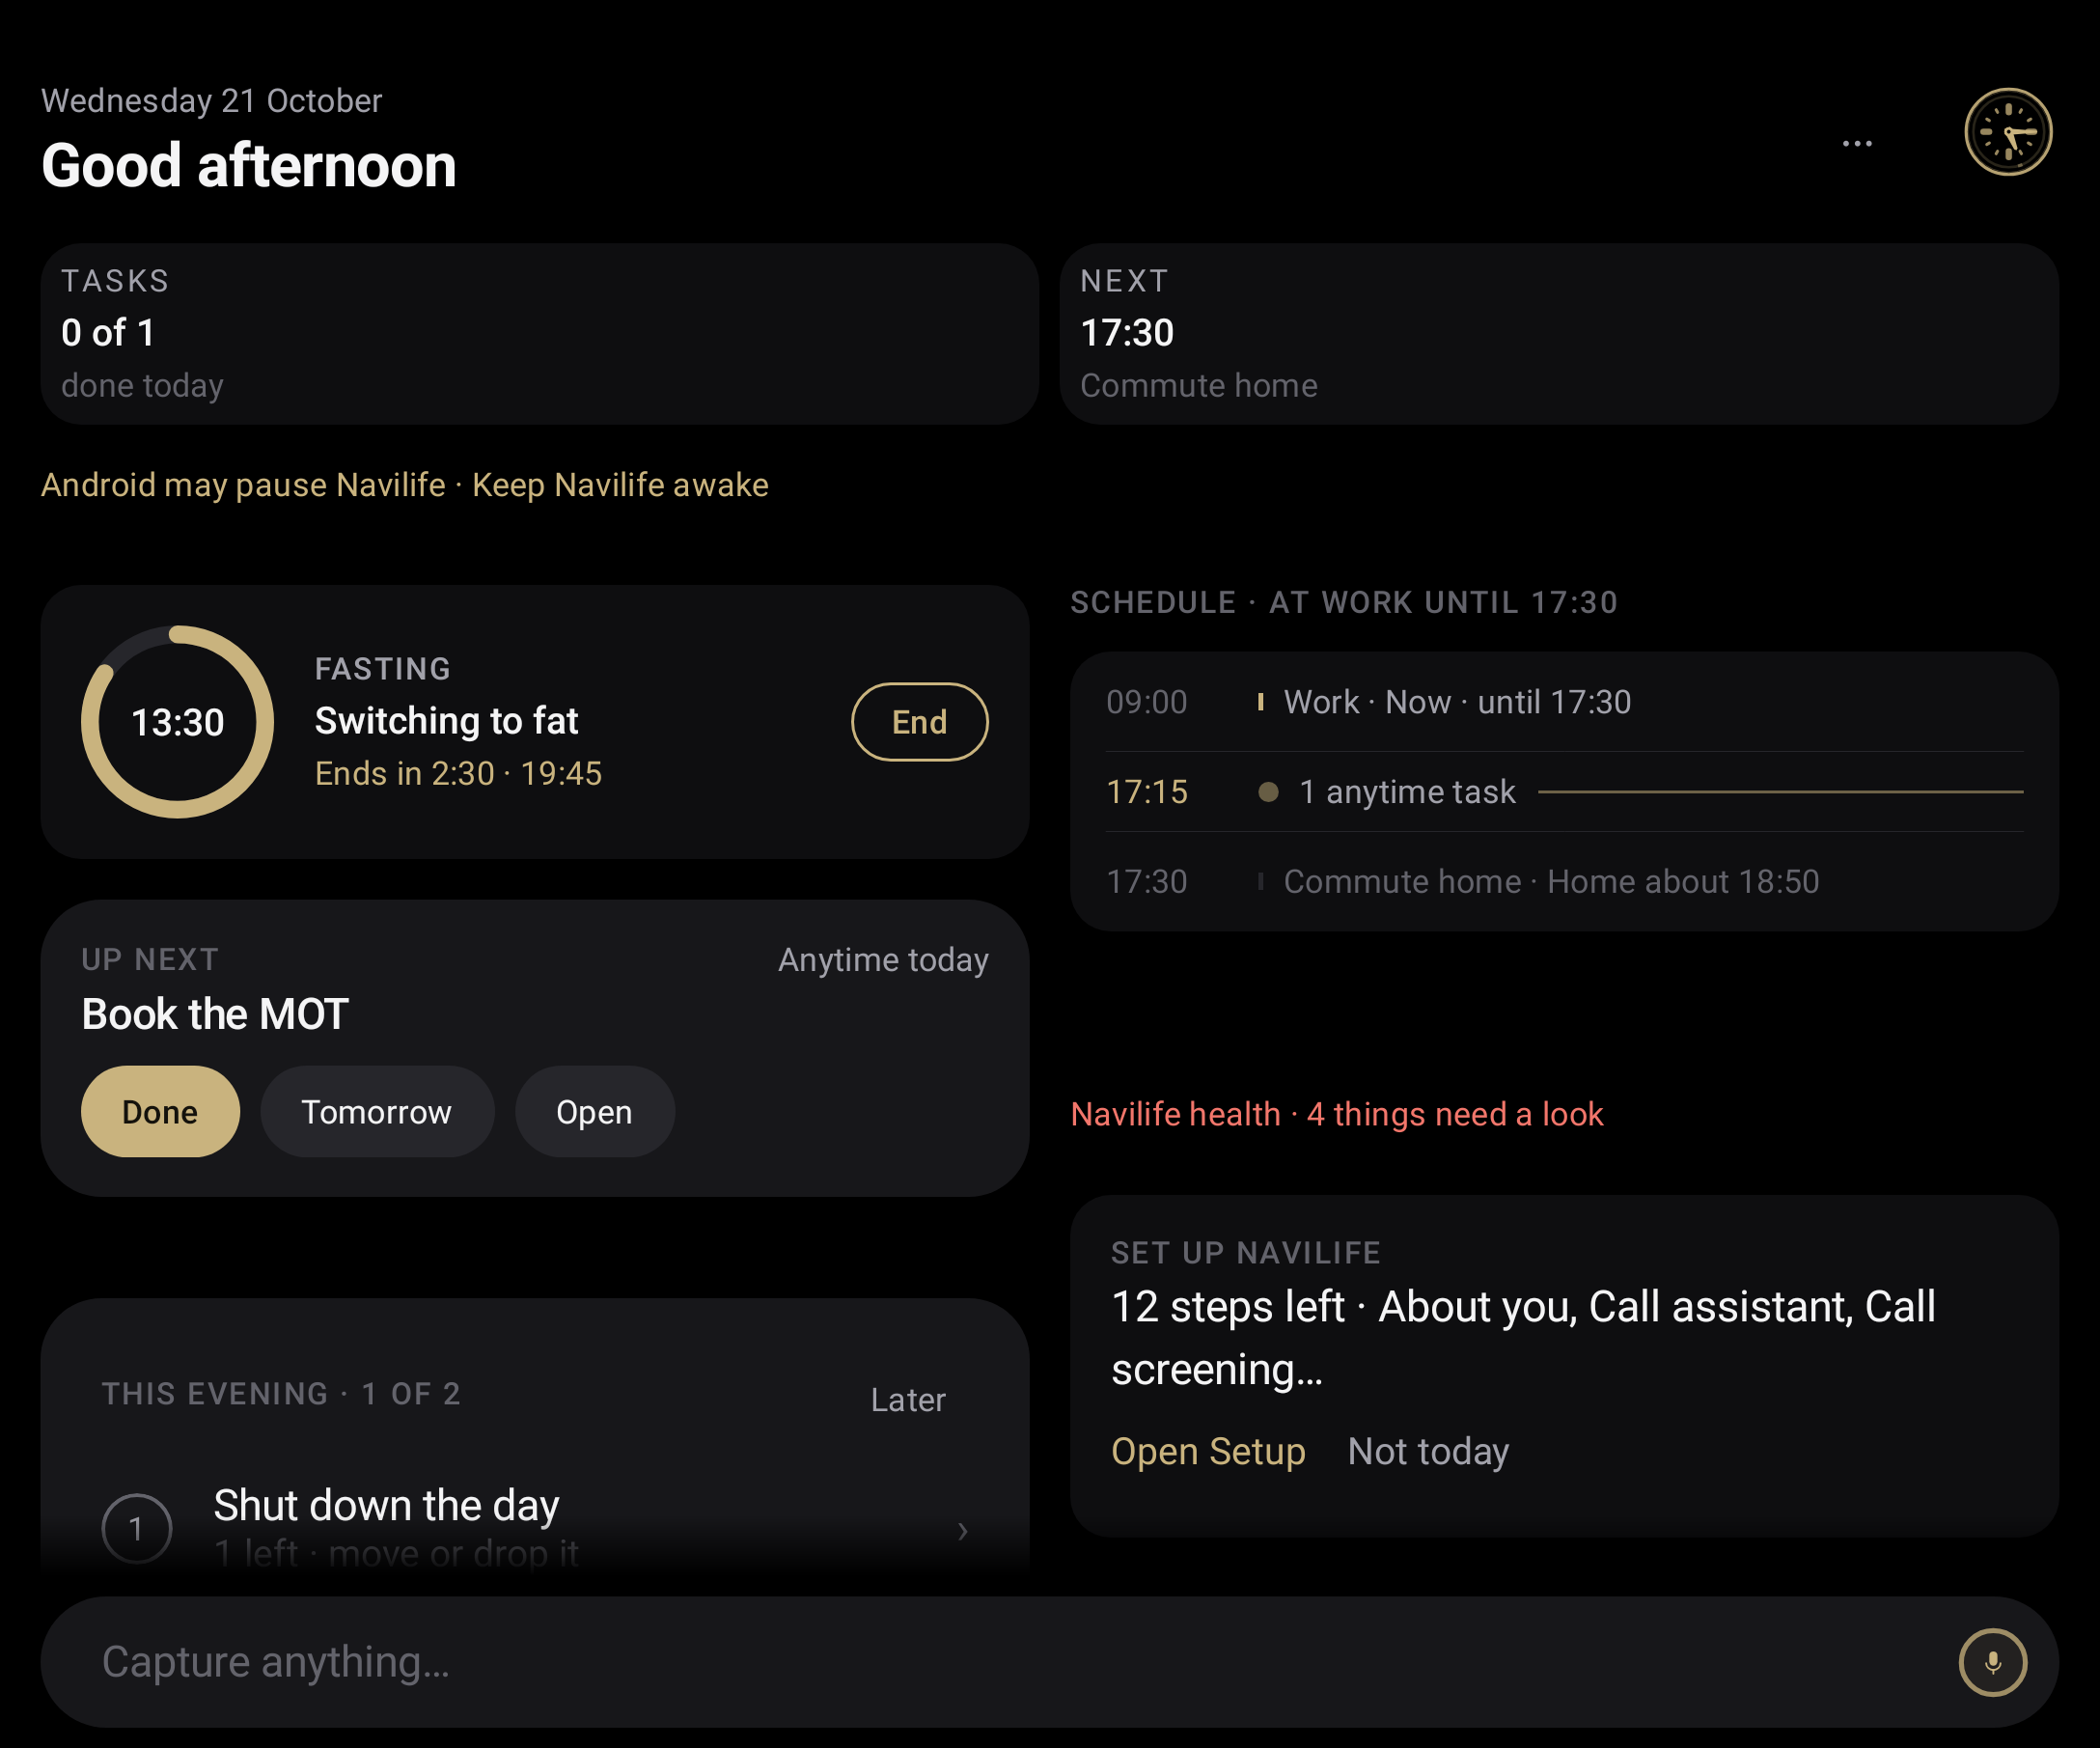 Wednesday 21 October
Good afternoon
...
TASKS
0 of 1
done today
NEXT
17:30
Commute home
Android may pause Navilife · Keep Navilife awake
13:30
FASTING
Switching to fat
Ends in 2:30 · 19:45
End
UP NEXT
Anytime today
Book the MOT
Done
Tomorrow
Open
THIS EVENING · 1 OF 2
Later
1
Shut down the day
1 left · move or drop it
›
SCHEDULE · AT WORK UNTIL 17:30
09:00 Work · Now · until 17:30
17:15 1 anytime task
17:30 Commute home · Home about 18:50
Navilife health · 4 things need a look
SET UP NAVILIFE
12 steps left · About you, Call assistant, Call
screening…
Open Setup
Not today
Capture anything…